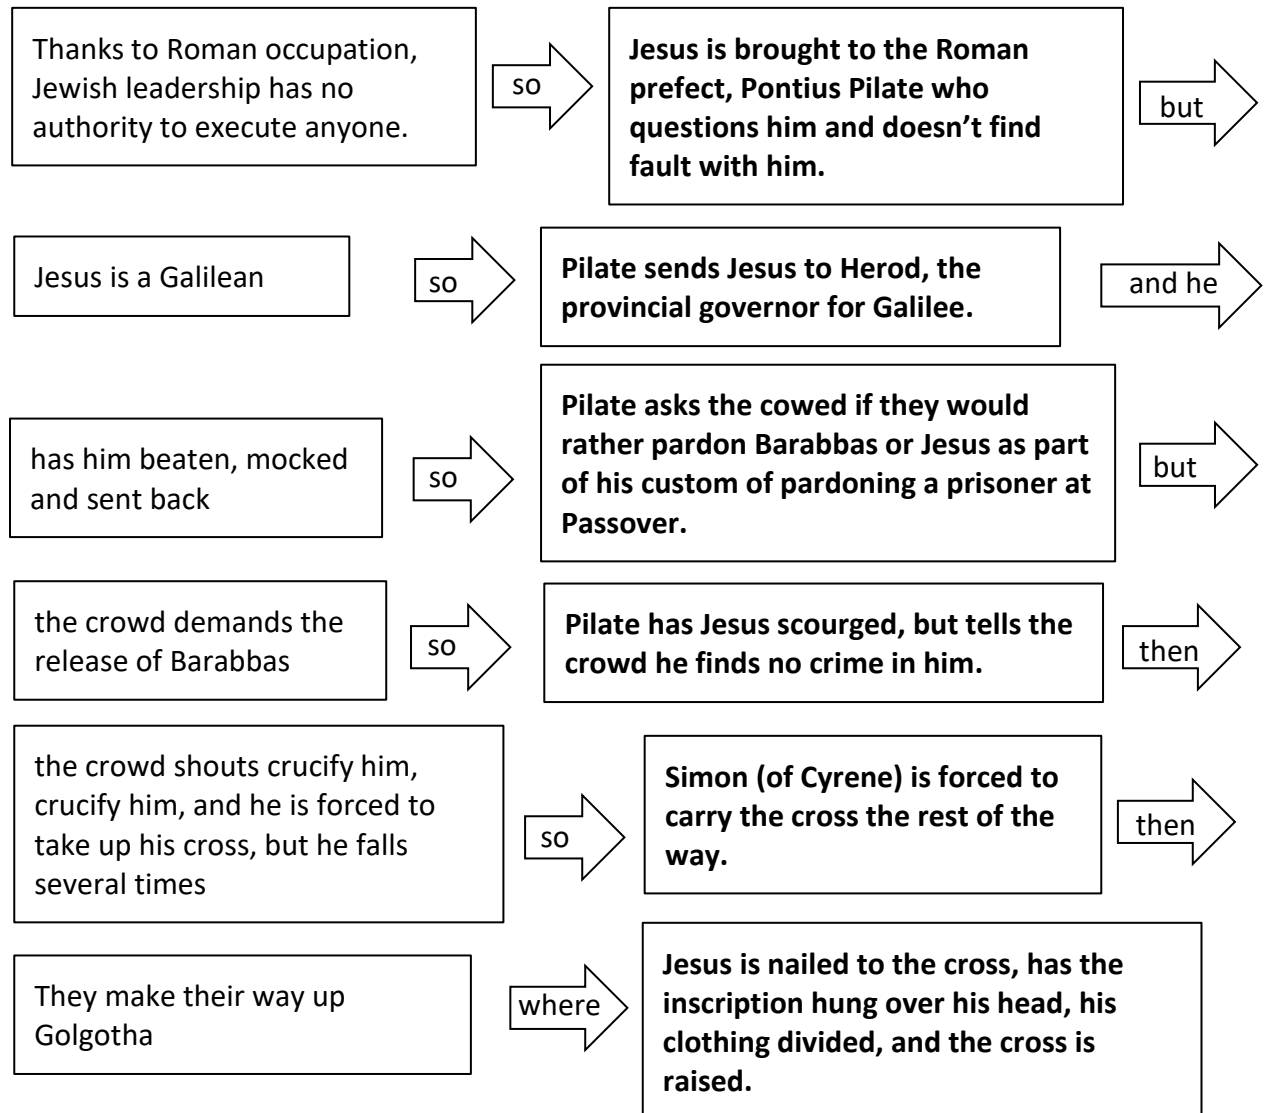 Thanks to Roman occupation,
Jewish leadership has no
authority to execute anyone.
so
Jesus is brought to the Roman
prefect, Pontius Pilate who
questions him and doesn’t find
fault with him.
but
Jesus is a Galilean
so
Pilate sends Jesus to Herod, the
provincial governor for Galilee.
and he
has him beaten, mocked
and sent back
so
Pilate asks the cowed if they would
rather pardon Barabbas or Jesus as part
of his custom of pardoning a prisoner at
Passover.
but
the crowd demands the
release of Barabbas
so
Pilate has Jesus scourged, but tells the
crowd he finds no crime in him.
then
the crowd shouts crucify him,
crucify him, and he is forced to
take up his cross, but he falls
several times
so
Simon (of Cyrene) is forced to
carry the cross the rest of the
way.
then
They make their way up
Golgotha
where
Jesus is nailed to the cross, has the
inscription hung over his head, his
clothing divided, and the cross is
raised.